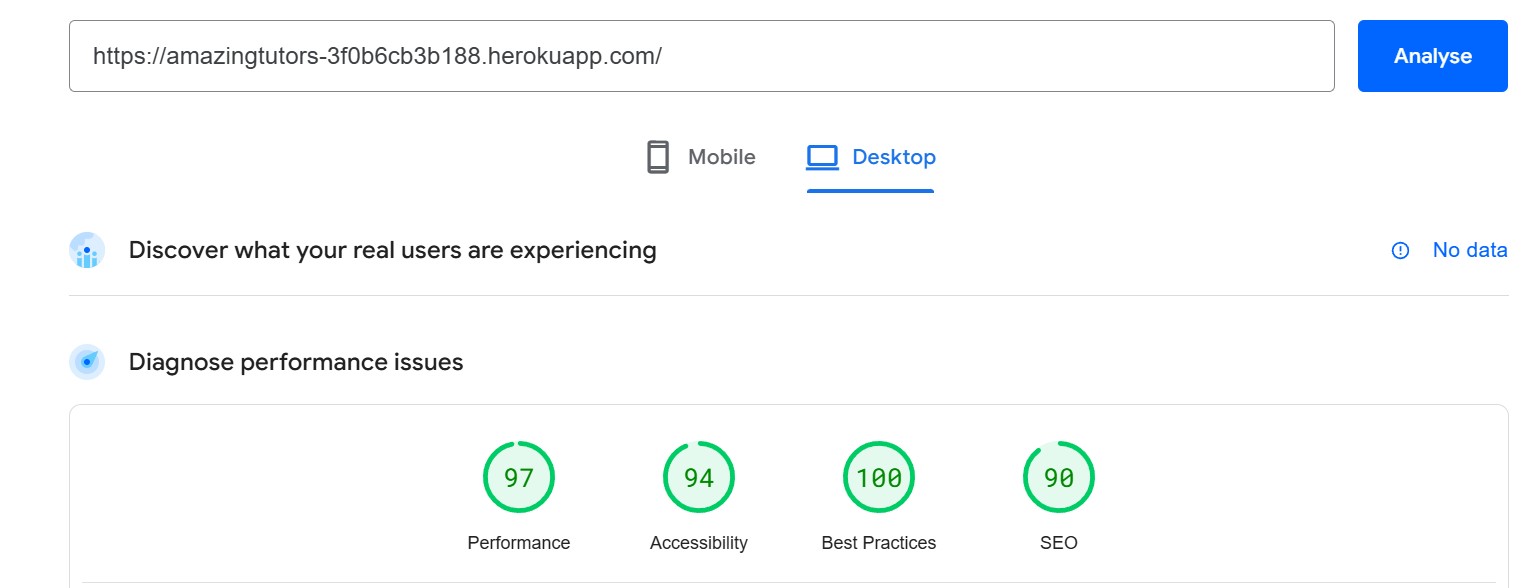 https://amazingtutors-3f0b6cb3b188.herokuapp.com/
Analyse
Mobile
Desktop
Discover what your real users are experiencing
No data
Diagnose performance issues
97
94
100
90
Performance
Accessibility
Best Practices
SEO